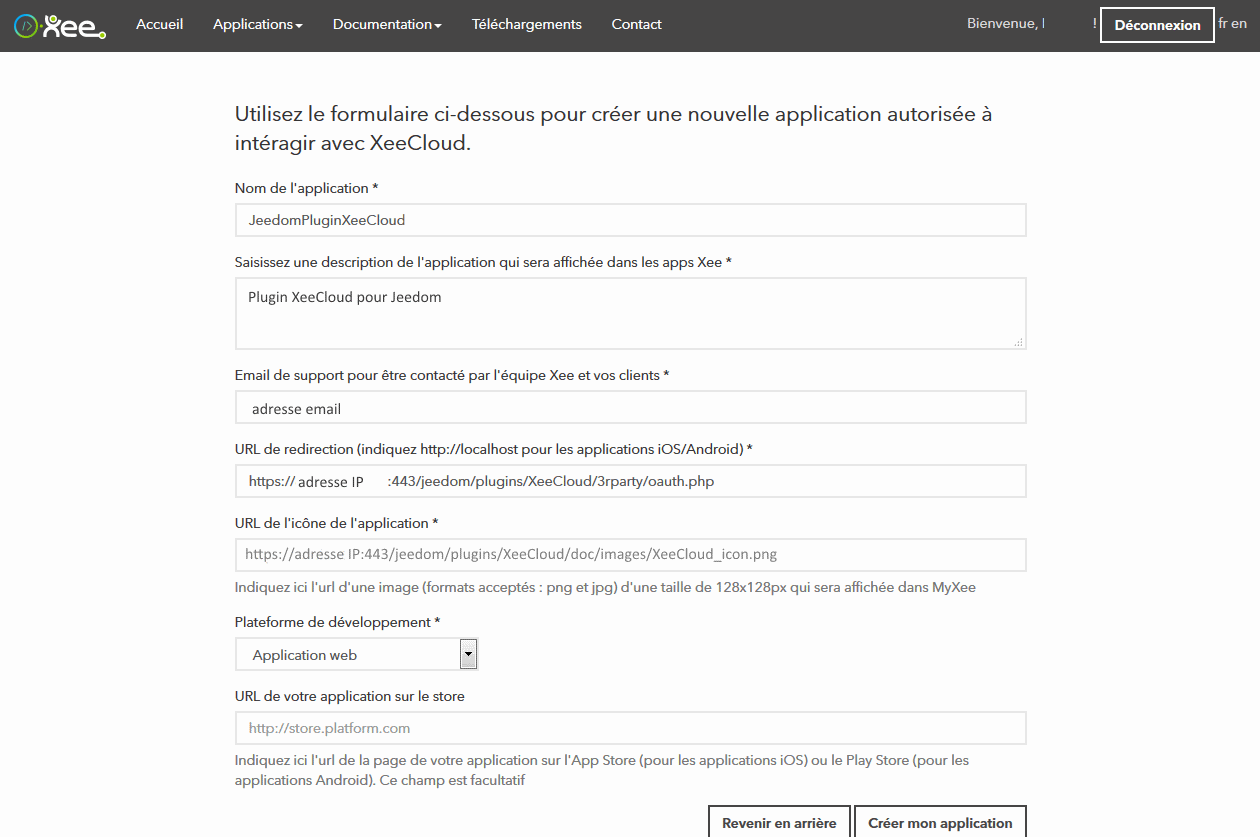 </> xee Accueil Applications Documentation Téléchargements Contact Bienvenue, ! Déconnexion fr en
Utilisez le formulaire ci-dessous pour créer une nouvelle application autorisée à
intéragir avec XeeCloud.
Nom de l'application *
JeedomPluginXeeCloud
Saisissez une description de l'application qui sera affichée dans les apps Xee *
Plugin XeeCloud pour Jeedom
Email de support pour être contacté par l'équipe Xee et vos clients *
adresse email
URL de redirection (indiquez http://localhost pour les applications iOS/Android) *
https:// adresse IP :443/jeedom/plugins/XeeCloud/3rparty/oauth.php
URL de l'icône de l'application *
https://adresse IP:443/jeedom/plugins/XeeCloud/doc/images/XeeCloud_icon.png
Indiquez ici l'url d'une image (formats acceptés : png et jpg) d'une taille de 128x128px qui sera affichée dans MyXee
Plateforme de développement *
Application web
URL de votre application sur le store
http://store.platform.com
Indiquez ici l'url de la page de votre application sur l'App Store (pour les applications iOS) ou le Play Store (pour les
applications Android). Ce champ est facultatif
Revenir en arrière Créer mon application